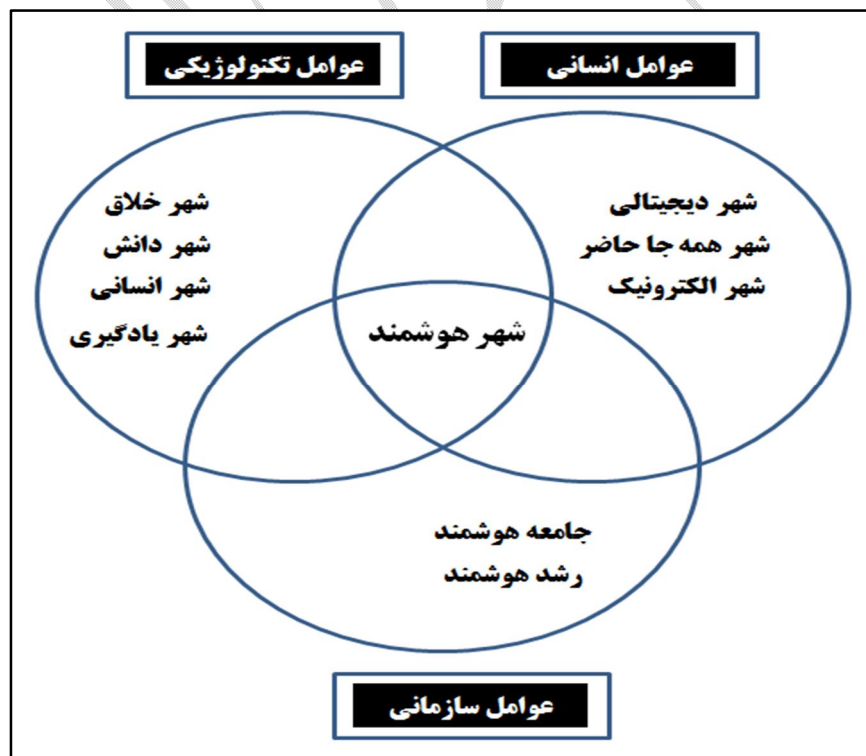 عوامل انسانی
عوامل تکنولوژیکی
شهر دیجیتالی
شهر همه جا حاضر
شهر الکترونیک
شهر خلاق
شهر دانش
شهر انسانی
شهر یادگیری
شهر هوشمند
جامعه هوشمند
رشد هوشمند
عوامل سازمانی